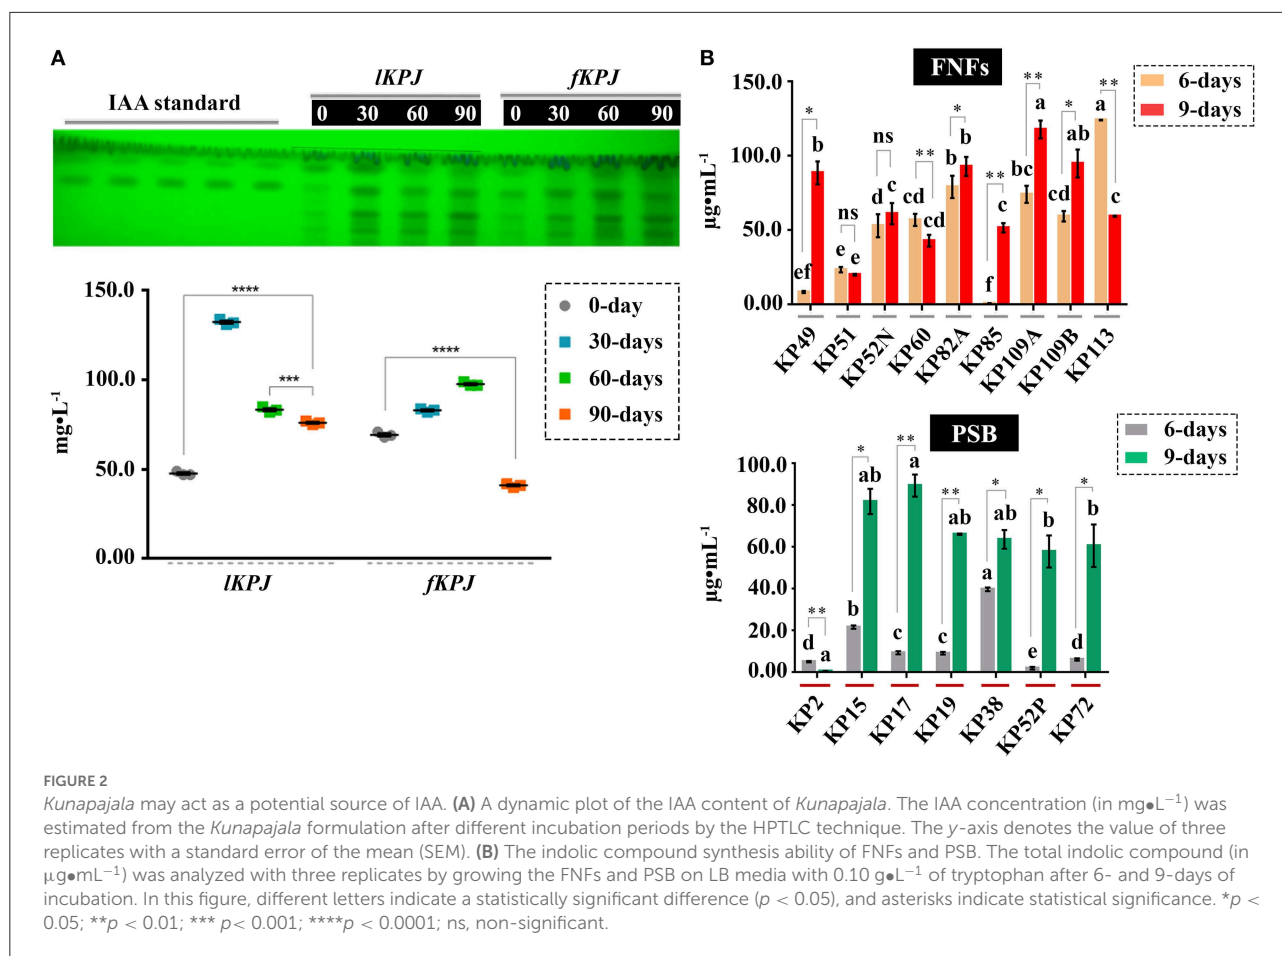 A
IAA standard
lKPJ
fKPJ
0 30 60 90
0 30 60 90
150.0
100.0
50.0
0.00
mg•L⁻¹
****
***
****
lKPJ
fKPJ
0-day
30-days
60-days
90-days
B
FNFs
6-days
9-days
150.0
100.0
50.0
0.00
µg•mL⁻¹
* ns ns ** * ** ** * **
ef b e e d c cd cd b b f c bc a cd ab a c
KP49 KP51 KP52N KP60 KP82A KP85 KP109A KP109B KP113
PSB
6-days
9-days
100.0
80.0
60.0
40.0
20.0
0.00
µg•mL⁻¹
** * ** ** * * *
d a b ab c a c ab a ab e b d b
KP2 KP15 KP17 KP19 KP38 KP52P KP72
FIGURE 2
Kunapajala may act as a potential source of IAA. (A) A dynamic plot of the IAA content of Kunapajala. The IAA concentration (in mg•L⁻¹) was
estimated from the Kunapajala formulation after different incubation periods by the HPTLC technique. The y-axis denotes the value of three
replicates with a standard error of the mean (SEM). (B) The indolic compound synthesis ability of FNFs and PSB. The total indolic compound (in
µg•mL⁻¹) was analyzed with three replicates by growing the FNFs and PSB on LB media with 0.10 g•L⁻¹ of tryptophan after 6- and 9-days of
incubation. In this figure, different letters indicate a statistically significant difference (p < 0.05), and asterisks indicate statistical significance. *p <
0.05; **p < 0.01; *** p< 0.001; ****p < 0.0001; ns, non-significant.